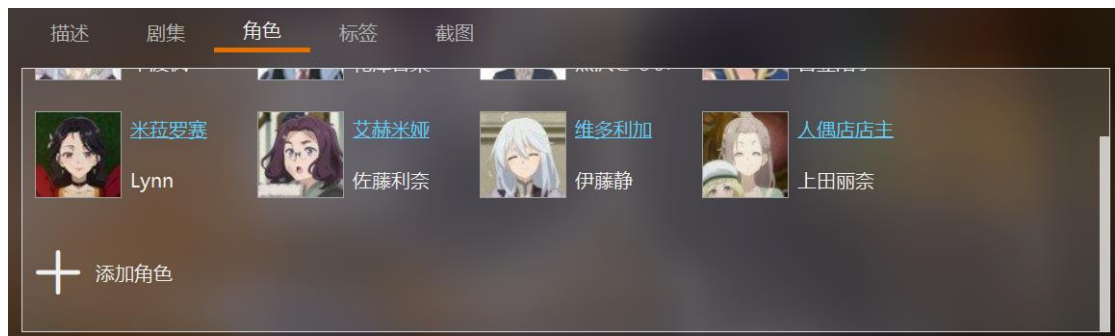 描述 剧集 角色 标签 截图
米菈罗赛 艾赫米娅 维多利加 人偶店店主
Lynn 佐藤利奈 伊藤静 上田丽奈
添加角色